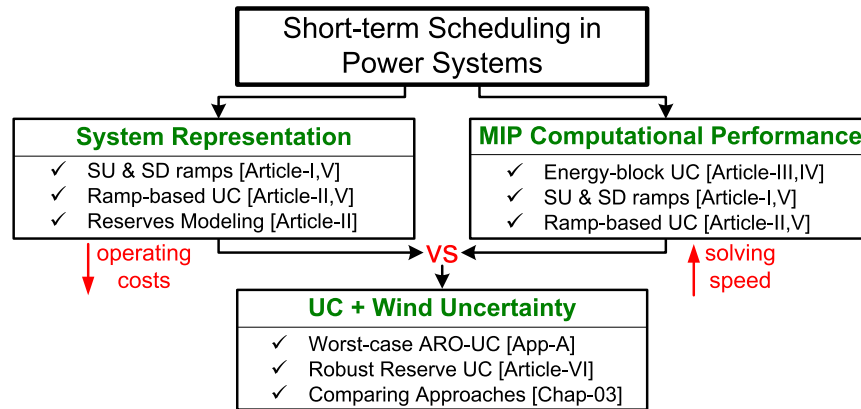 Short-term Scheduling in
Power Systems
System Representation
✓ SU & SD ramps [Article-I,V]
✓ Ramp-based UC [Article-II,V]
✓ Reserves Modeling [Article-II]
MIP Computational Performance
✓ Energy-block UC [Article-III,IV]
✓ SU & SD ramps [Article-I,V]
✓ Ramp-based UC [Article-II,V]
operating
costs
vs
solving
speed
UC + Wind Uncertainty
✓ Worst-case ARO-UC [App-A]
✓ Robust Reserve UC [Article-VI]
✓ Comparing Approaches [Chap-03]